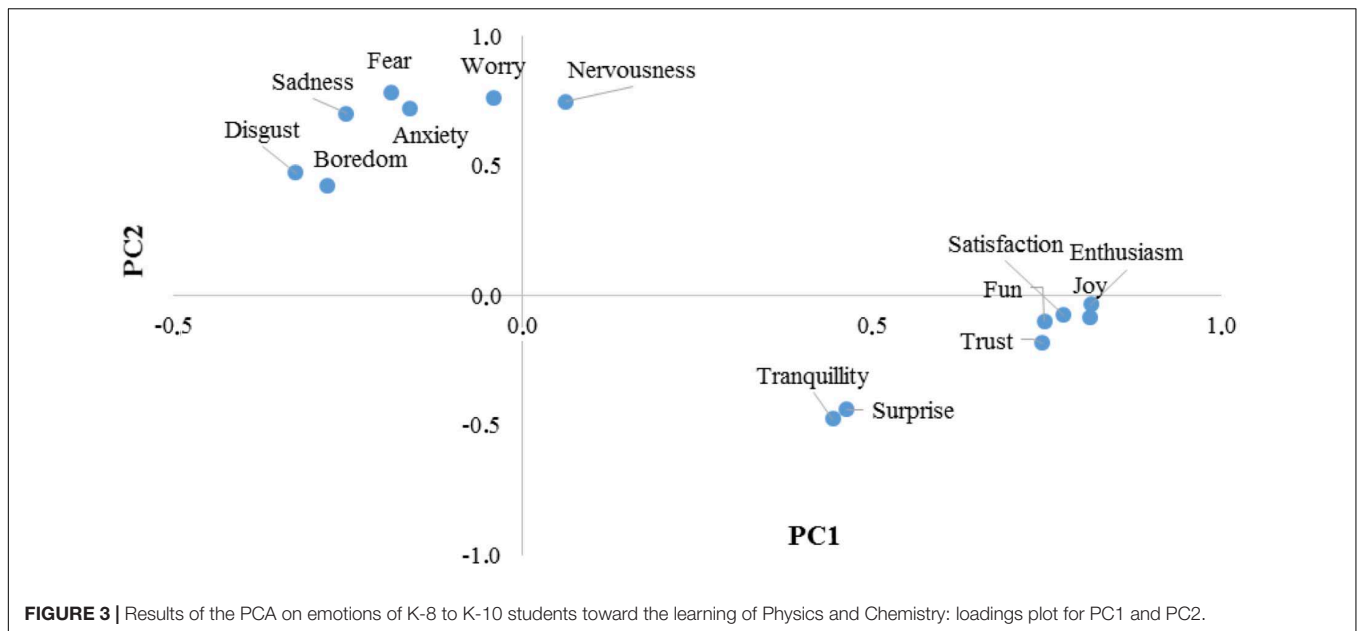 1.0
Fear
Worry
Nervousness
Sadness
Disgust
Anxiety
Boredom
0.5
PC2
Satisfaction
Enthusiasm
Fun
Joy
0.0
-0.5
0.0
0.5
1.0
Trust
Tranquillity
Surprise
-0.5
PC1
-1.0
FIGURE 3 | Results of the PCA on emotions of K-8 to K-10 students toward the learning of Physics and Chemistry: loadings plot for PC1 and PC2.